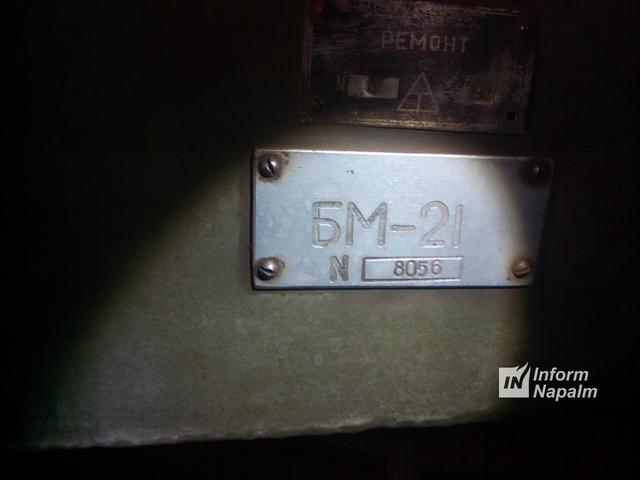 РЕМОНТ
БМ-21
N 8056
Inform
Napalm